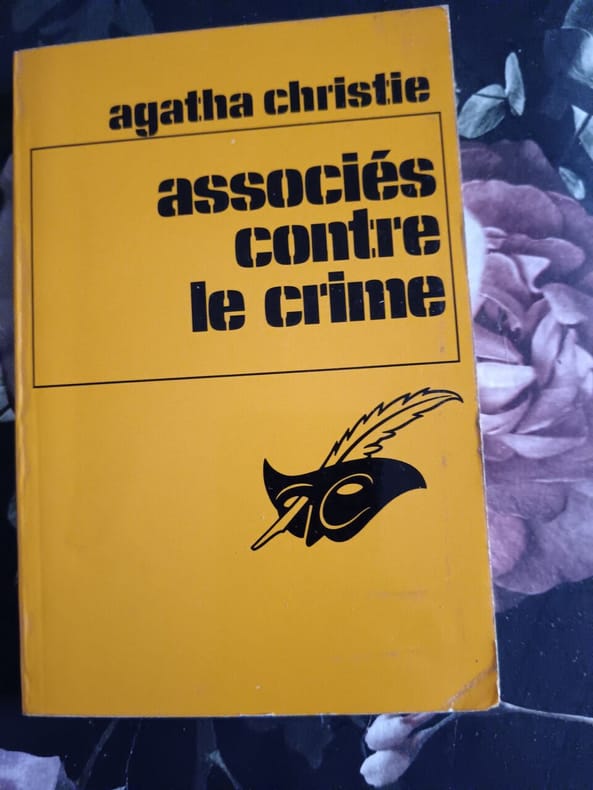 agatha christie
associés
contre
le crime